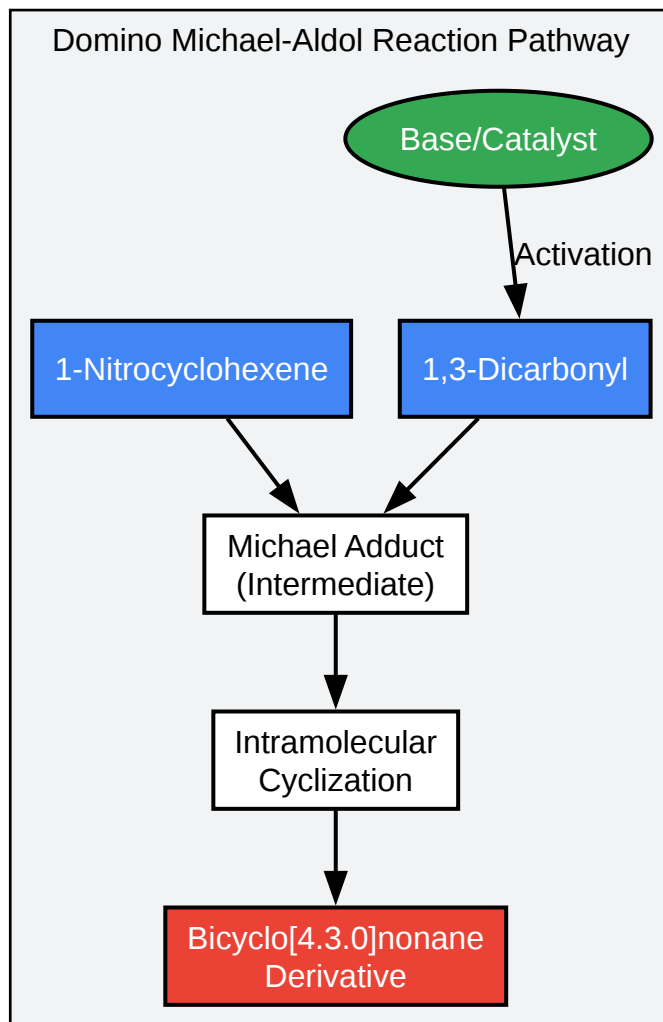 Domino Michael-Aldol Reaction Pathway
Base/Catalyst
Activation
1-Nitrocyclohexene
1,3-Dicarbonyl
Michael Adduct
(Intermediate)
Intramolecular
Cyclization
Bicyclo[4.3.0]nonane
Derivative